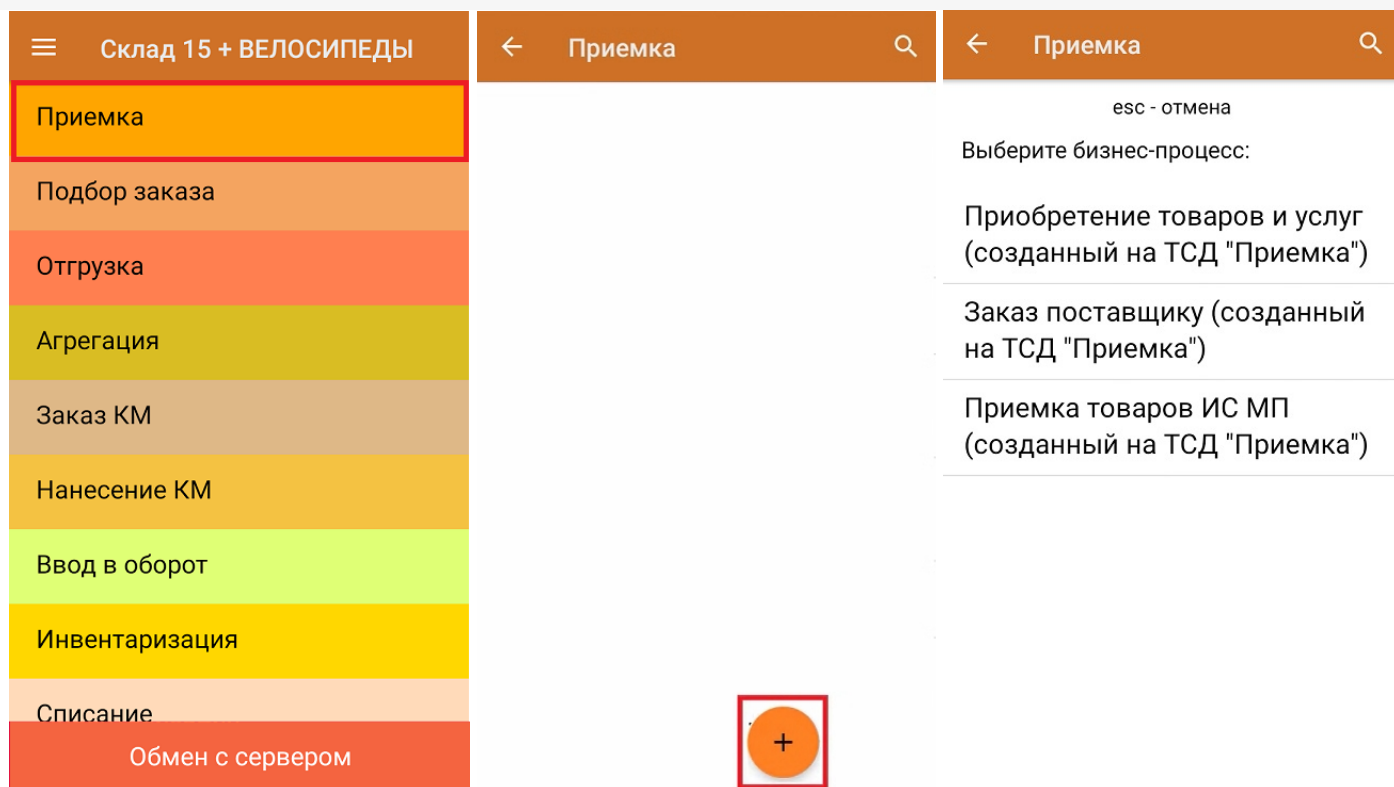 Склад 15 + ВЕЛОСИПЕДЫ
Приемка
Подбор заказа
Отгрузка
Агрегация
Заказ КМ
Нанесение КМ
Ввод в оборот
Инвентаризация
Списание
Обмен с сервером
Приемка
+
Приемка
esc - отмена
Выберите бизнес-процесс:
Приобретение товаров и услуг
(созданный на ТСД "Приемка")
Заказ поставщику (созданный
на ТСД "Приемка")
Приемка товаров ИС МП
(созданный на ТСД "Приемка")